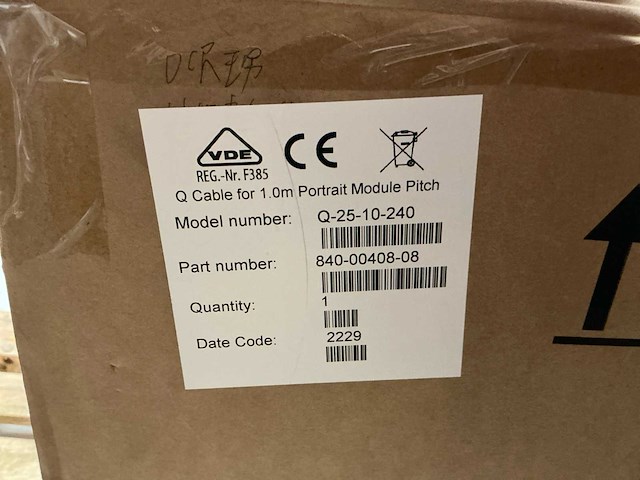 VDE
CE
REG.-Nr. F385
Q Cable for 1.0m Portrait Module Pitch
Model number: Q-25-10-240
Part number: 840-00408-08
Quantity: 1
Date Code: 2229